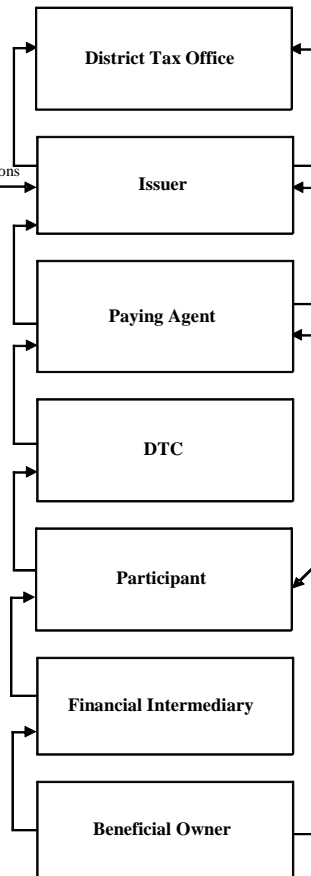 District Tax Office
Issuer
Paying Agent
DTC
Participant
Financial Intermediary
Beneficial Owner